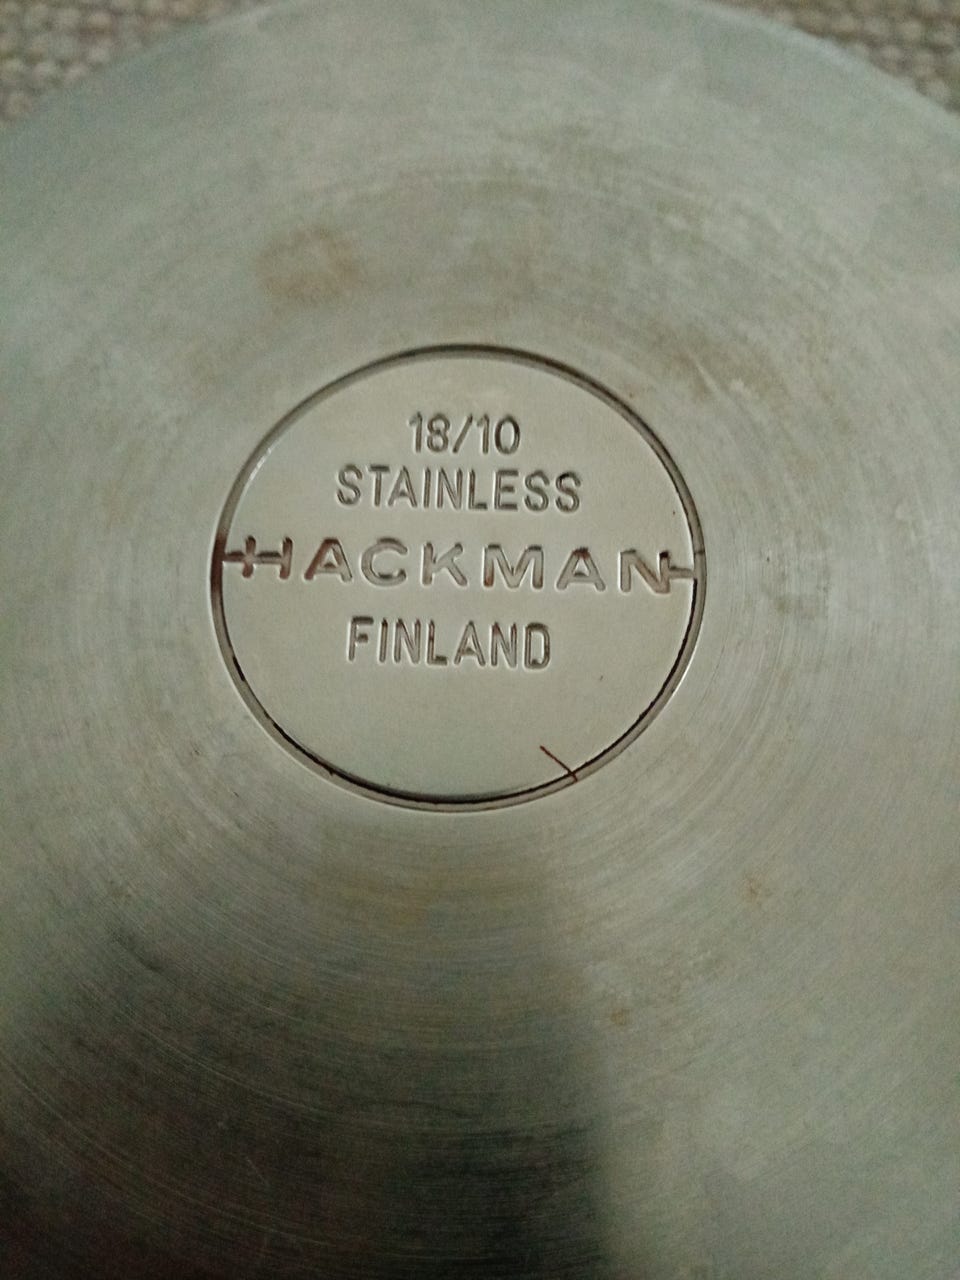 18/10
STAINLESS
HACKMAN
FINLAND